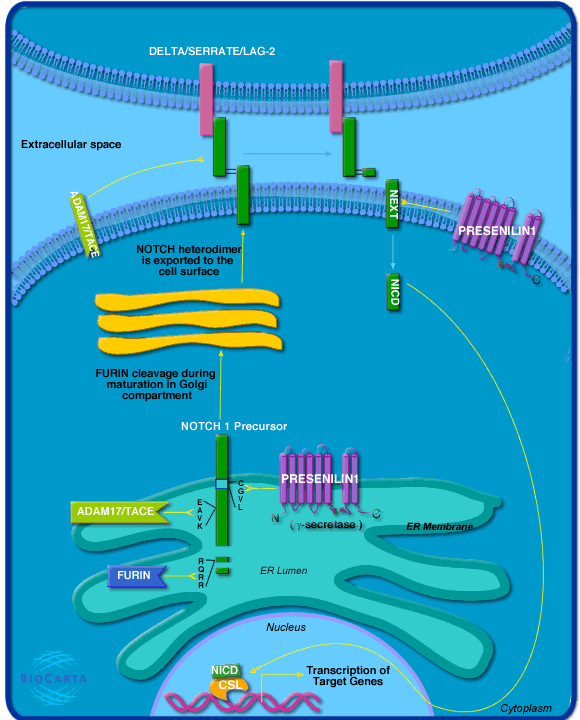 DELTA/SERRATE/LAG-2
Extracellular space
ADAM17/TACE
NEXT
PRESENILIN1
C
NOTCH heterodimer
is exported to the
cell surface
NICD
FURIN cleavage during
maturation in Golgi
compartment
NOTCH 1 Precursor
PRESENILIN1
C
G
V
L
E
A
V
K
ADAM17/TACE
N
C
(γ-secretase)
ER Membrane
R
Q
R
R
FURIN
ER Lumen
Nucleus
NICD
CSL
Transcription of
Target Genes
BIOCARTA
Cytoplasm